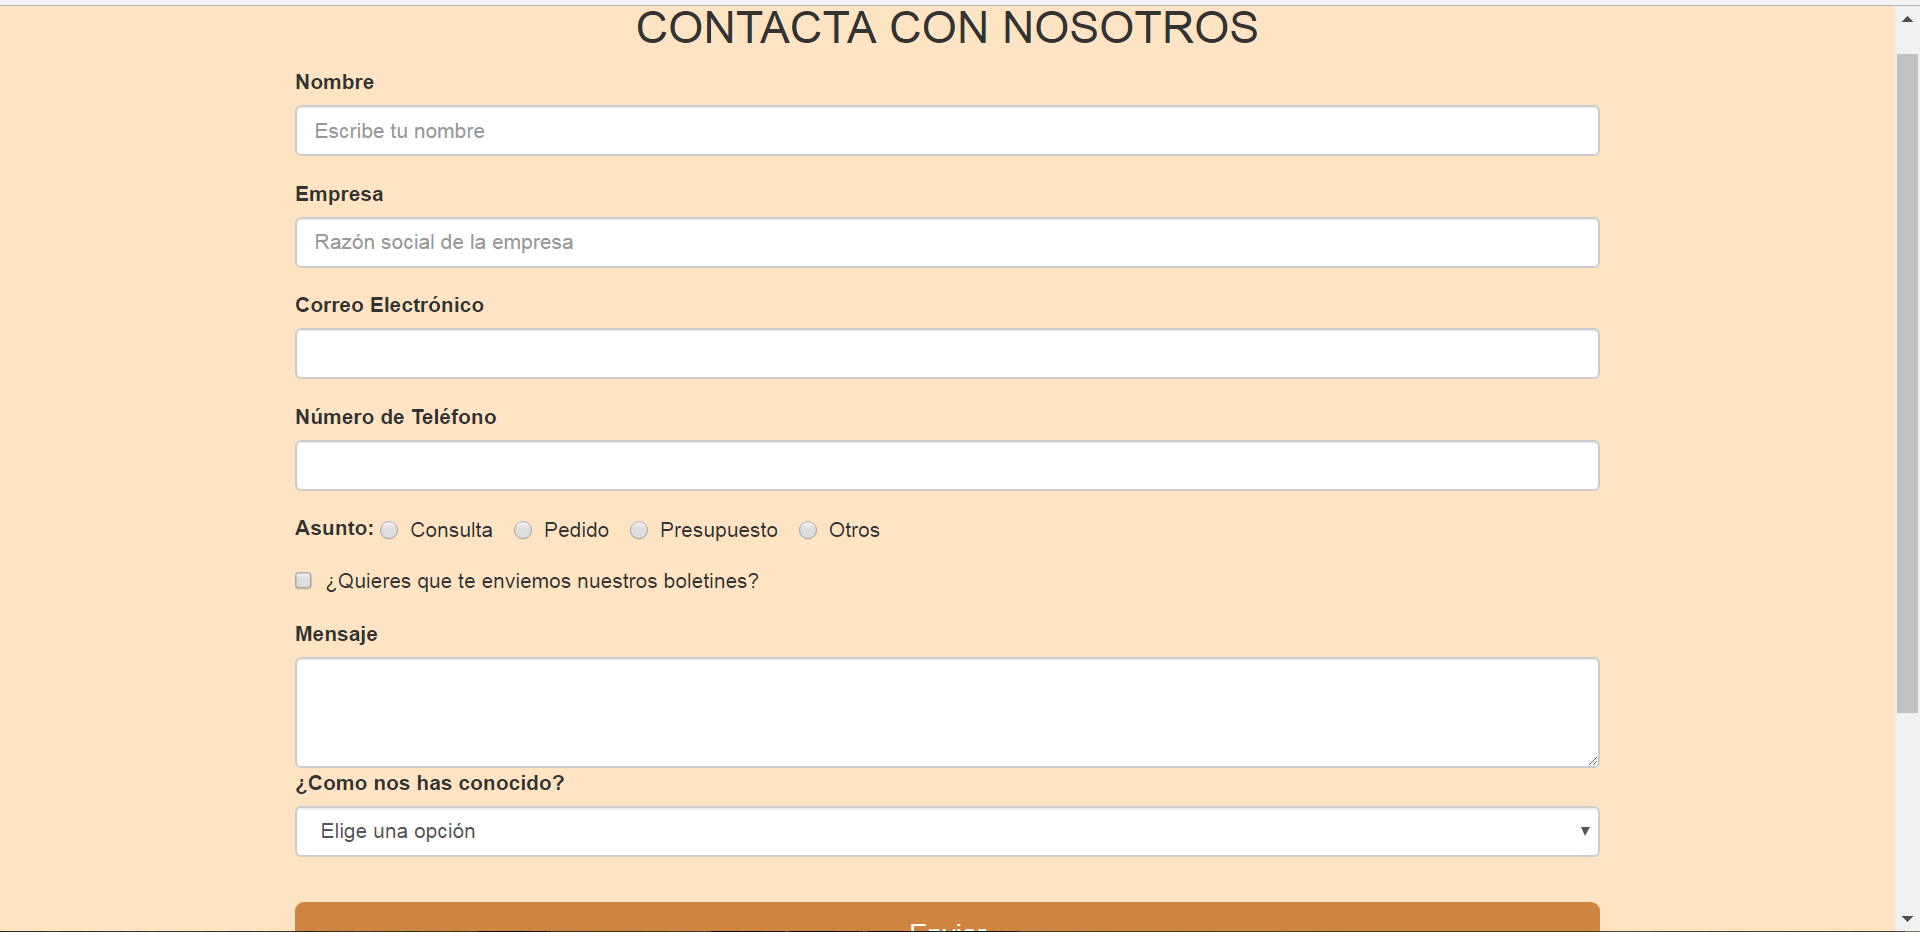 CONTACTA CON NOSOTROS
Nombre
Escribe tu nombre
Empresa
Razón social de la empresa
Correo Electrónico
Número de Teléfono
Asunto: Consulta Pedido Presupuesto Otros
¿Quieres que te enviemos nuestros boletines?
Mensaje
¿Como nos has conocido?
Elige una opción
Enviar